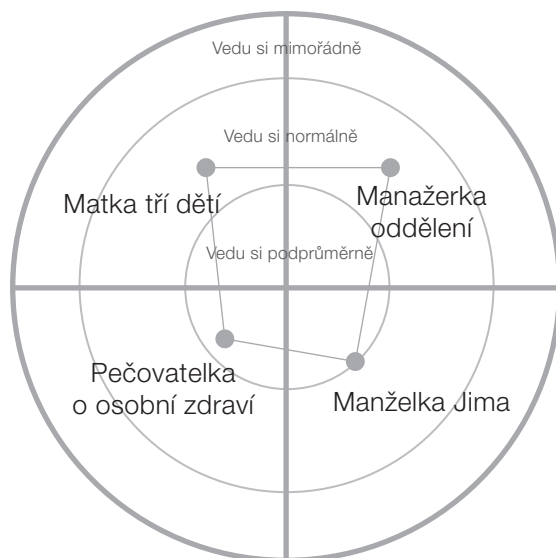 Vedu si mimořádně
Vedu si normálně
Matka tří dětí
Manažerka
oddělení
Vedu si podprůměrně
Pečovatelka
o osobní zdraví
Manželka Jima